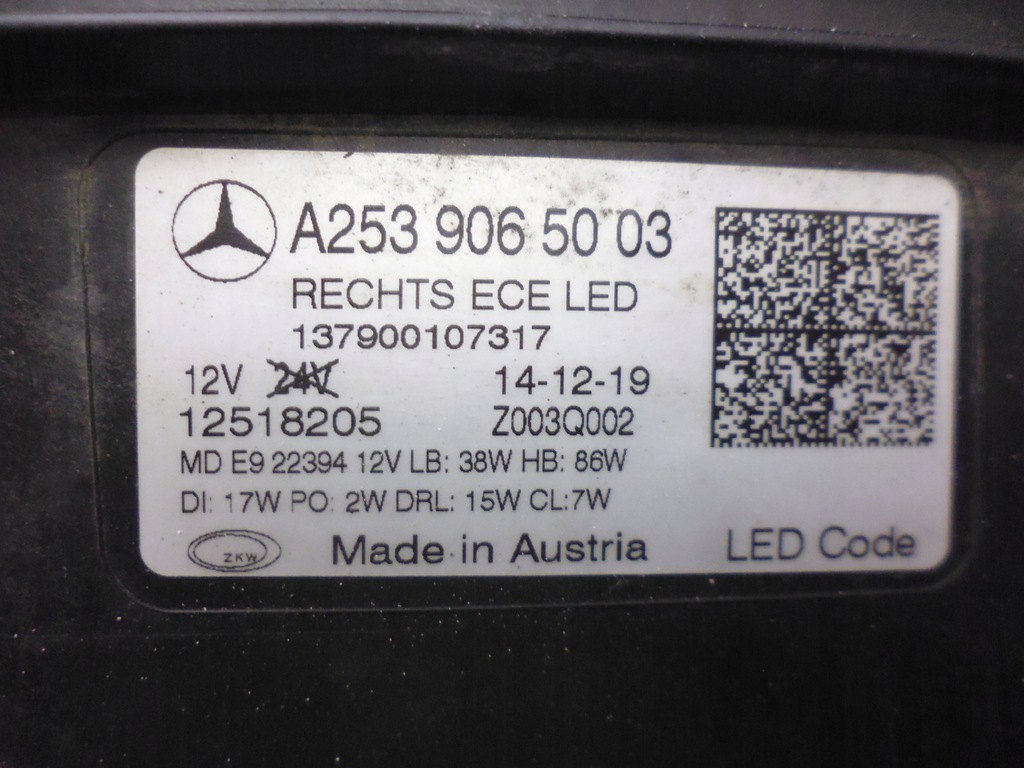 A253 906 50 03
RECHTS ECE LED
137900107317
12V 24V 14-12-19
12518205 Z003Q002
MD E9 22394 12V LB: 38W HB: 86W
DI: 17W PO: 2W DRL: 15W CL:7W
ZKW Made in Austria LED Code